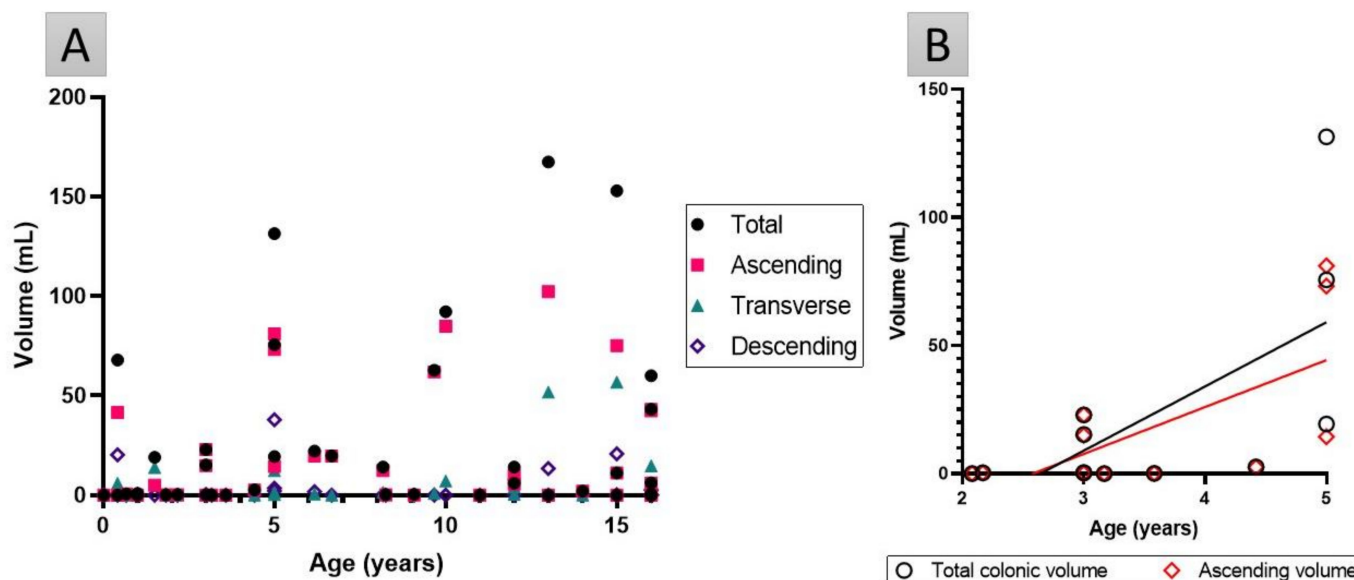 A
200
150
100
50
0
Volume (mL)
0
5
10
15
Age (years)
Total
Ascending
Transverse
Descending
B
150
100
50
0
Volume (mL)
2
3
4
5
Age (years)
Total colonic volume
Ascending volume